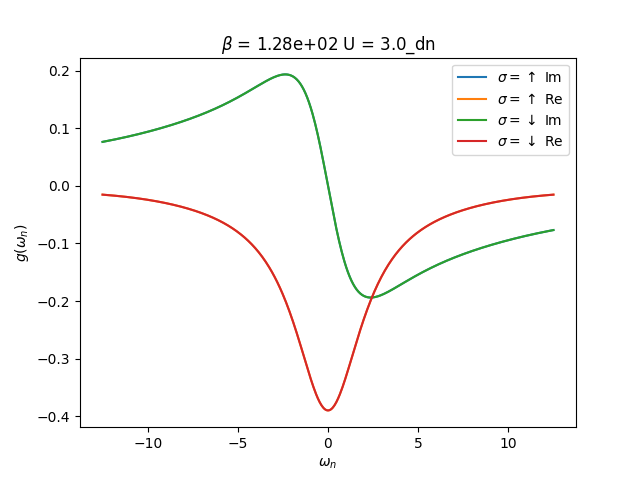 β = 1.28e+02 U = 3.0_dn
σ = ↑ Im
σ = ↑ Re
σ = ↓ Im
σ = ↓ Re
g(ωₙ)
0.2
0.1
0.0
−0.1
−0.2
−0.3
−0.4
−10 −5 0 5 10
ωₙ